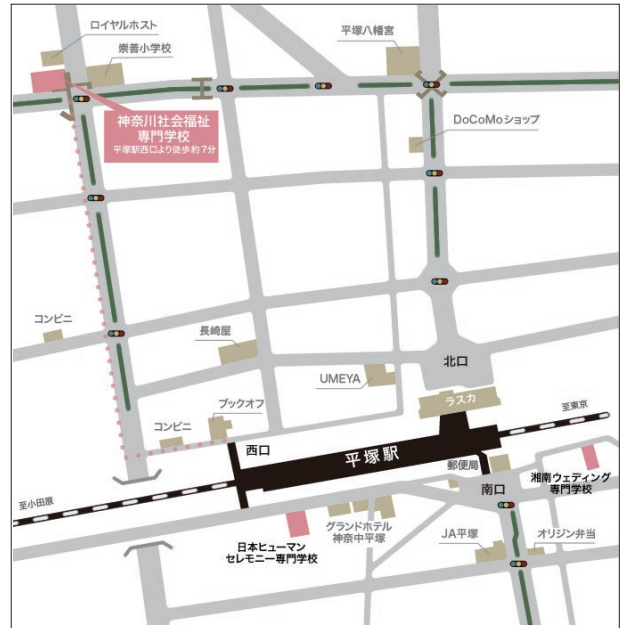 ロイヤルホスト
崇善小学校
平塚八幡宮
神奈川社会福祉
専門学校
平塚駅西口より徒歩約7分
DoCoMoショップ
コンビニ
長崎屋
北口
UMEYA
ブックオフ
ラスカ
コンビニ
西口
至東京
平塚駅
郵便局
湘南ウェディング
専門学校
至小田原
南口
グランドホテル
神奈中平塚
日本ヒューマン
セレモニー専門学校
JA平塚
オリジン弁当